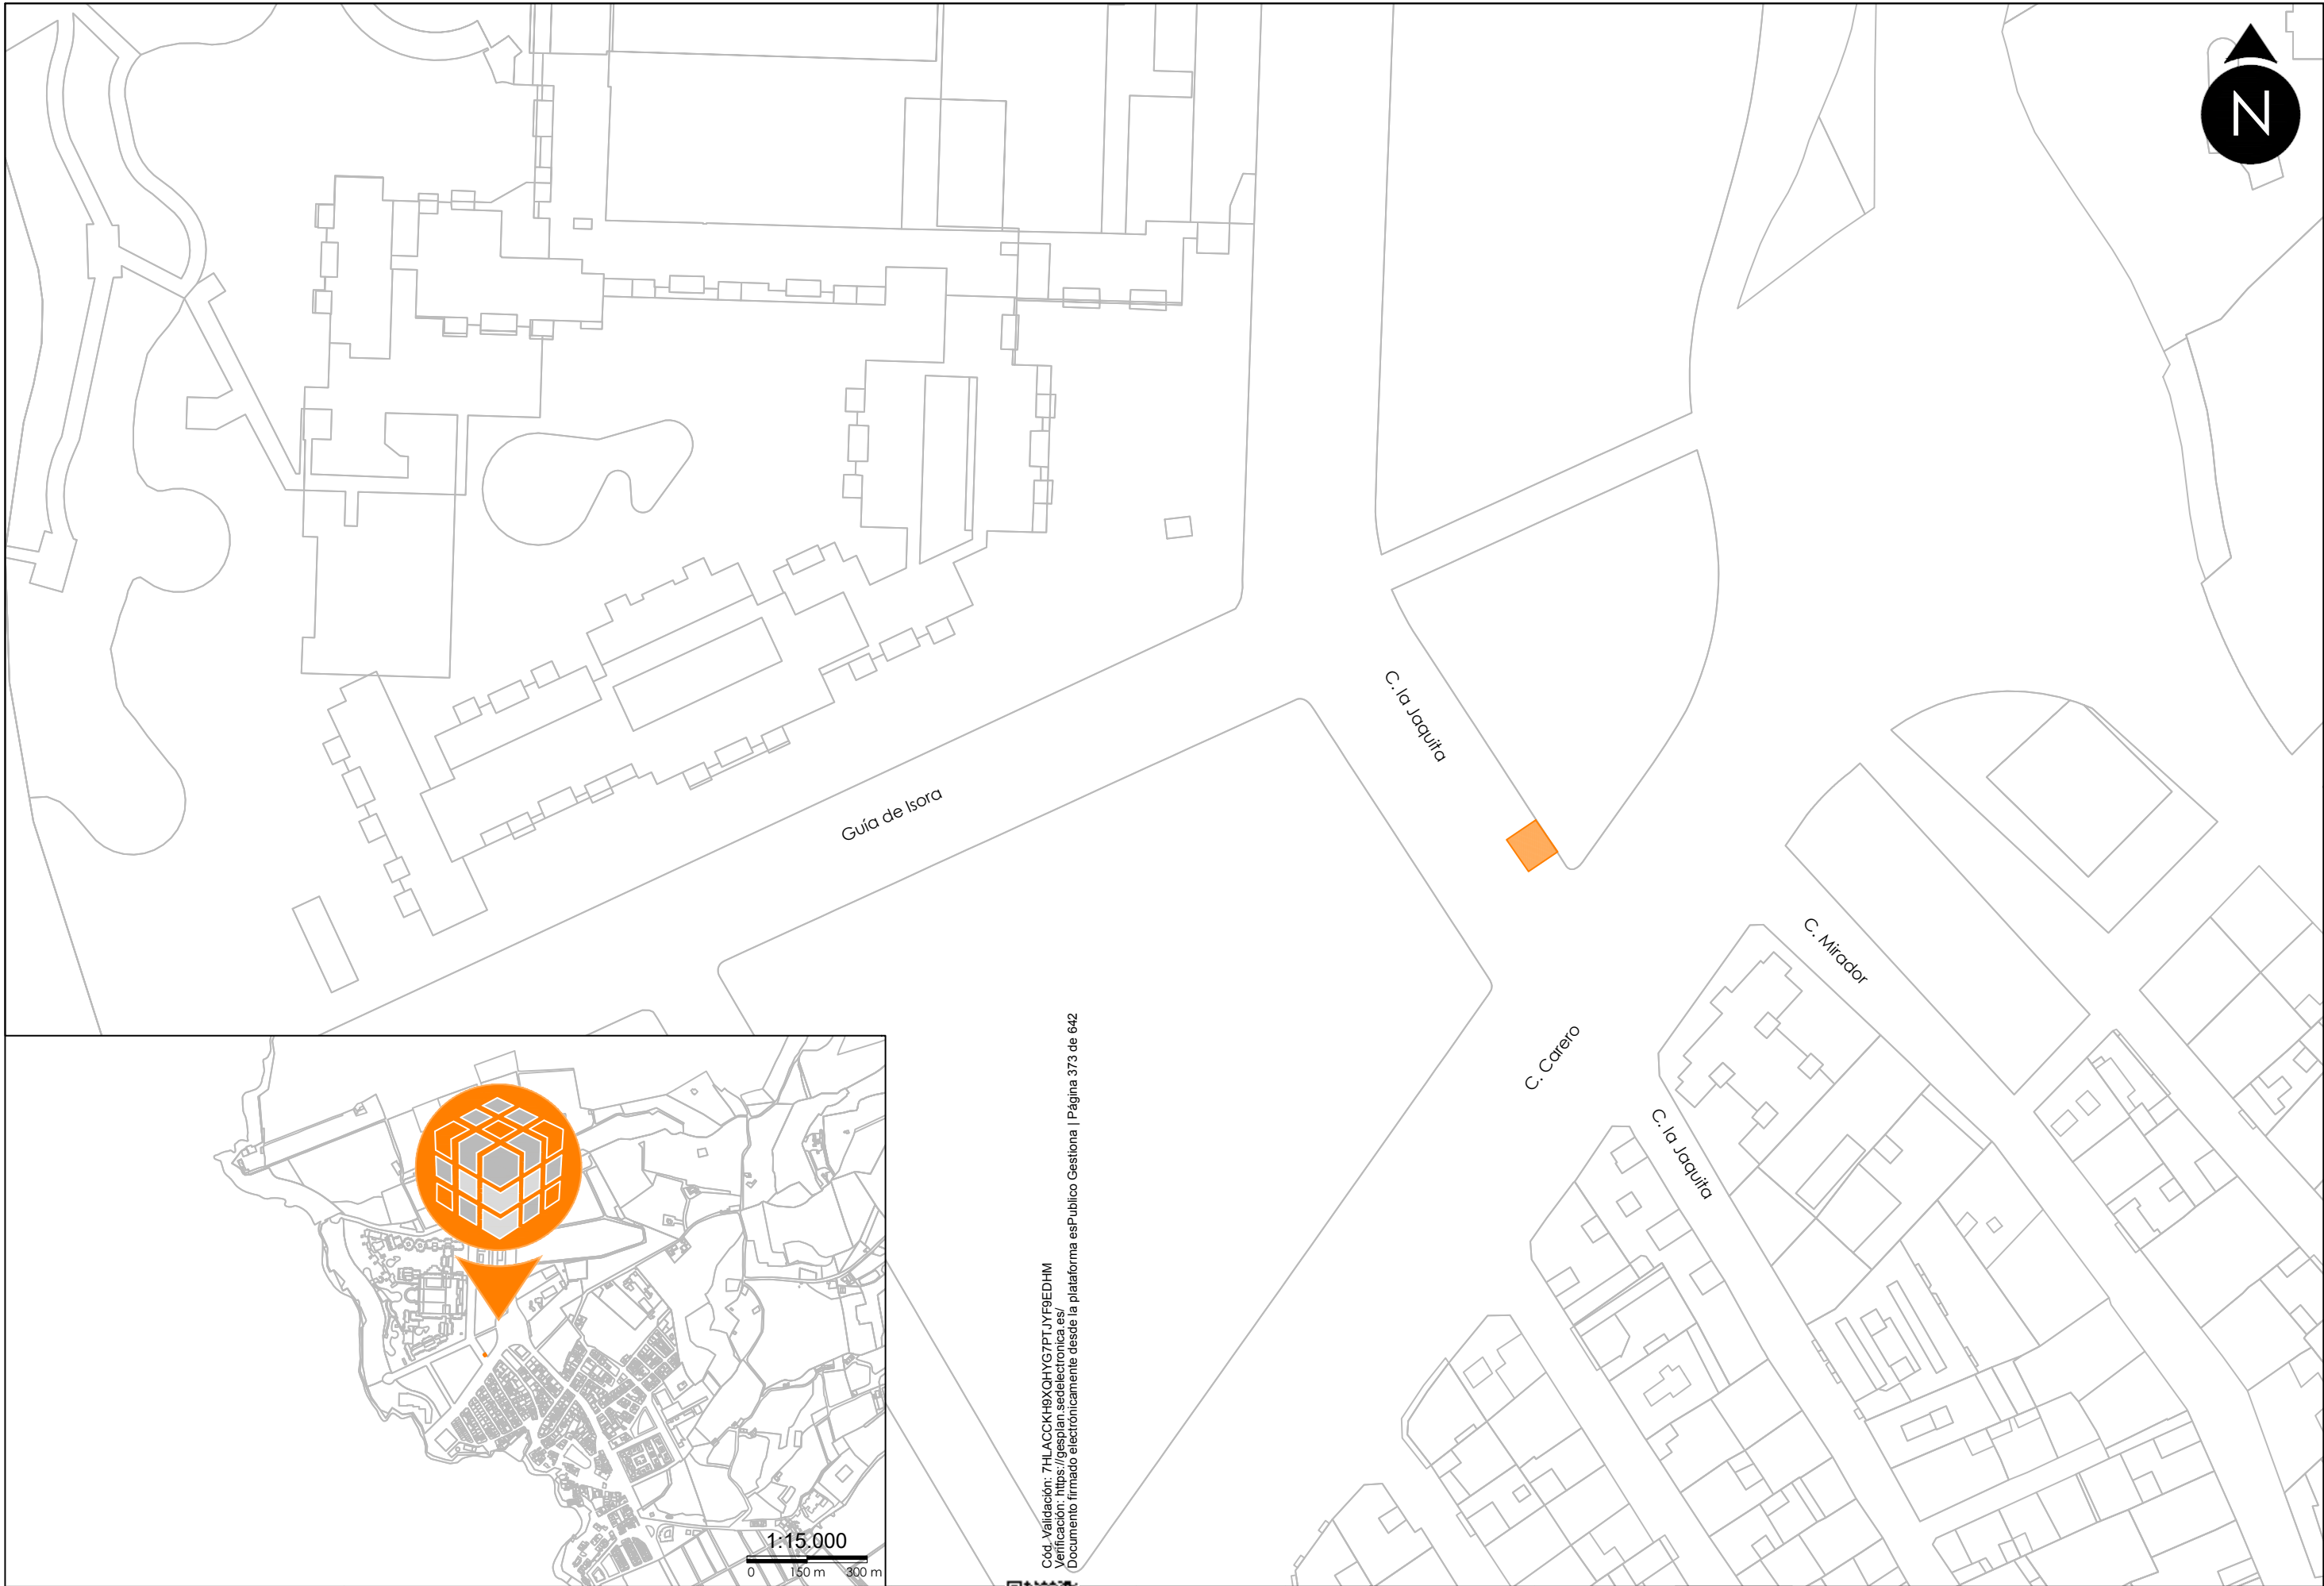 N
C. la Jaquita
Guía de Isora
C. Mirador
C. Carero
C. la Jaquita
Cód. Validación: 7HLACCKH9XQHYG7PTJYF9EDHM
Verificación: https://gesplan.sedelectronica.es/
Documento firmado electrónicamente desde la plataforma esPublico Gestiona | Página 373 de 642
1:15.000
0 150 m 300 m